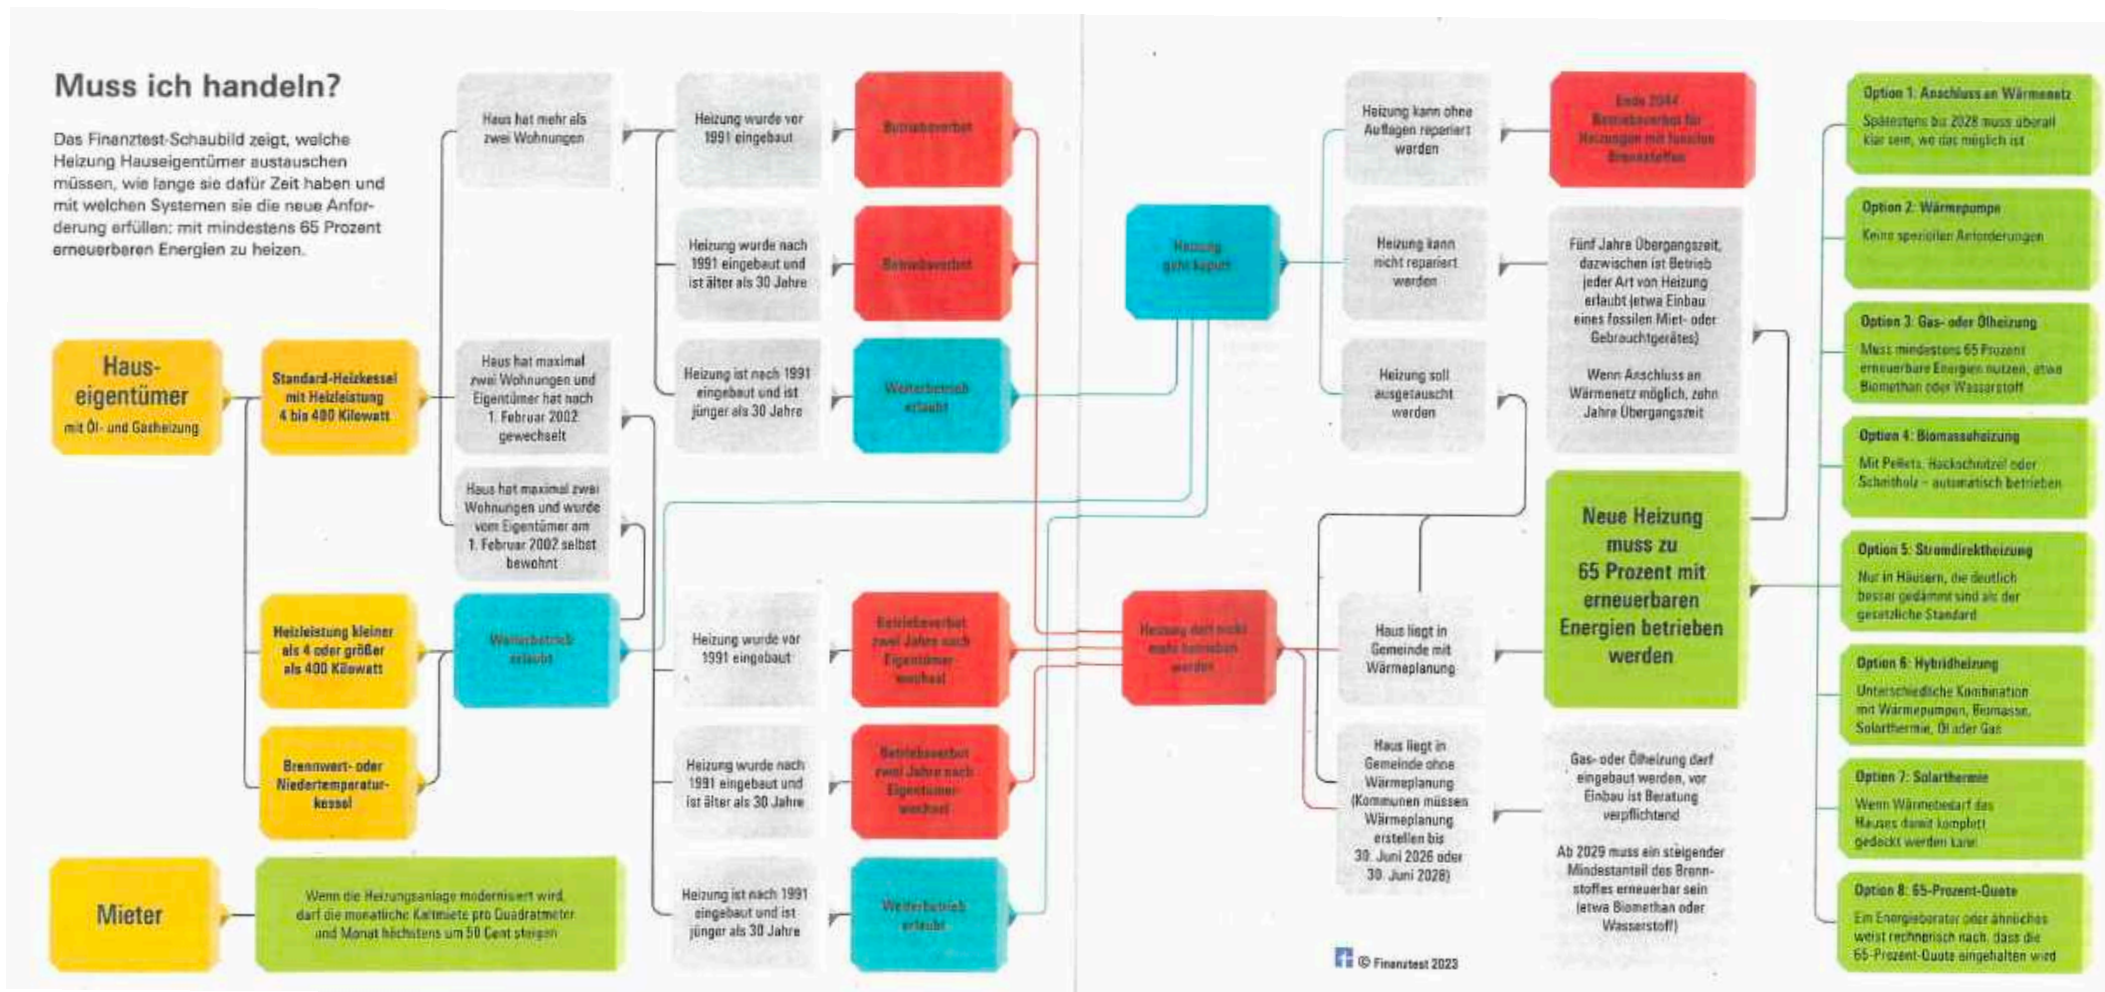 Muss ich handeln?
Das Finanztest-Schaubild zeigt, welche
Heizung Hauseigentümer austauschen
müssen, wie lange sie dafür Zeit haben und
mit welchen Systemen sie die neue Anfor-
derung erfüllen: mit mindestens 65 Prozent
erneuerbaren Energien zu heizen.
Haus-
eigentümer
mit Öl- und Gasheizung
Standard-Heizkessel
mit Heizleistung
4 bis 400 Kilowatt
Heizleistung kleiner
als 4 oder größer
als 400 Kilowatt
Brennwert- oder
Niedertemperatur-
kessel
Mieter
Wenn die Heizungsanlage modernisiert wird,
darf die monatliche Kaltmiete pro Quadratmeter
und Monat höchstens um 50 Cent steigen
Haus hat mehr als
zwei Wohnungen
Haus hat maximal
zwei Wohnungen und
Eigentümer hat nach
1. Februar 2002
gewechselt
Haus hat maximal zwei
Wohnungen und wurde
vom Eigentümer am
1. Februar 2002 selbst
bewohnt
Weiterbetrieb
erlaubt
Heizung wurde vor
1991 eingebaut
Heizung wurde nach
1991 eingebaut und
ist älter als 30 Jahre
Heizung ist nach 1991
eingebaut und ist
jünger als 30 Jahre
Heizung wurde vor
1991 eingebaut
Heizung wurde nach
1991 eingebaut und
ist älter als 30 Jahre
Heizung ist nach 1991
eingebaut und ist
jünger als 30 Jahre
Betriebsverbot
Betriebsverbot
Weiterbetrieb
erlaubt
Betriebsverbot
zwei Jahre nach
Eigentümer-
wechsel
Betriebsverbot
zwei Jahre nach
Eigentümer-
wechsel
Weiterbetrieb
erlaubt
Heizung
geht kaputt
Heizung darf nicht
mehr betrieben
werden
Heizung kann ohne
Auflagen repariert
werden
Heizung kann
nicht repariert
werden
Heizung soll
ausgetauscht
werden
Haus liegt in
Gemeinde mit
Wärmeplanung
Haus liegt in
Gemeinde ohne
Wärmeplanung
(Kommunen müssen
Wärmeplanung
erstellen bis
30. Juni 2026 oder
30. Juni 2028)
© Finanztest 2023
Ende 2044
Betriebsverbot für
Heizungen mit fossilen
Brennstoffen
Fünf Jahre Übergangszeit,
dazwischen ist Betrieb
jeder Art von Heizung
erlaubt (etwa Einbau
eines fossilen Miet- oder
Gebrauchtgerätes)
Wenn Anschluss an
Wärmenetz möglich, zehn
Jahre Übergangszeit
Neue Heizung
muss zu
65 Prozent mit
erneuerbaren
Energien betrieben
werden
Gas- oder Ölheizung darf
eingebaut werden, vor
Einbau ist Beratung
verpflichtend
Ab 2029 muss ein steigender
Mindestanteil des Brenn-
stoffes erneuerbar sein
(etwa Biomethan oder
Wasserstoff)
Option 1: Anschluss an Wärmenetz
Spätestens bis 2028 muss überall
klar sein, wo das möglich ist
Option 2: Wärmepumpe
Keine speziellen Anforderungen
Option 3: Gas- oder Ölheizung
Muss mindestens 65 Prozent
erneuerbare Energien nutzen, etwa
Biomethan oder Wasserstoff
Option 4: Biomasseheizung
Mit Pellets, Hackschnitzel oder
Scheitholz – automatisch betrieben
Option 5: Stromdirektheizung
Nur in Häusern, die deutlich
besser gedämmt sind als der
gesetzliche Standard
Option 6: Hybridheizung
Unterschiedliche Kombination
mit Wärmepumpen, Biomasse,
Solarthermie, Öl oder Gas
Option 7: Solarthermie
Wenn Wärmebedarf des
Hauses damit komplett
gedeckt werden kann
Option 8: 65-Prozent-Quote
Ein Energieberater oder ähnliches
weist rechnerisch nach, dass die
65-Prozent-Quote eingehalten wird